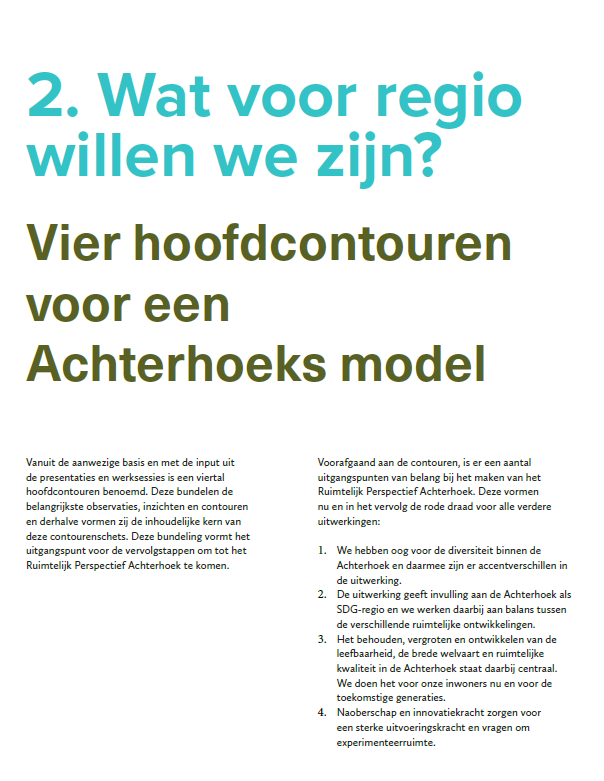 2. Wat voor regio
willen we zijn?
Vier hoofdcontouren
voor een
Achterhoeks model
Vanuit de aanwezige basis en met de input uit
de presentaties en werksessies is een viertal
hoofdcontouren benoemd. Deze bundelen de
belangrijkste observaties, inzichten en contouren
en derhalve vormen zij de inhoudelijke kern van
deze contourenschets. Deze bundeling vormt het
uitgangspunt voor de vervolgstappen om tot het
Ruimtelijk Perspectief Achterhoek te komen.
Voorafgaand aan de contouren, is er een aantal
uitgangspunten van belang bij het maken van het
Ruimtelijk Perspectief Achterhoek. Deze vormen
nu en in het vervolg de rode draad voor alle verdere
uitwerkingen:
1. We hebben oog voor de diversiteit binnen de
Achterhoek en daarmee zijn er accentverschillen in
de uitwerking.
2. De uitwerking geeft invulling aan de Achterhoek als
SDG-regio en we werken daarbij aan balans tussen
de verschillende ruimtelijke ontwikkelingen.
3. Het behouden, vergroten en ontwikkelen van de
leefbaarheid, de brede welvaart en ruimtelijke
kwaliteit in de Achterhoek staat daarbij centraal.
We doen het voor onze inwoners nu en voor de
toekomstige generaties.
4. Naoberschap en innovatiekracht zorgen voor
een sterke uitvoeringskracht en vragen om
experimenteerruimte.